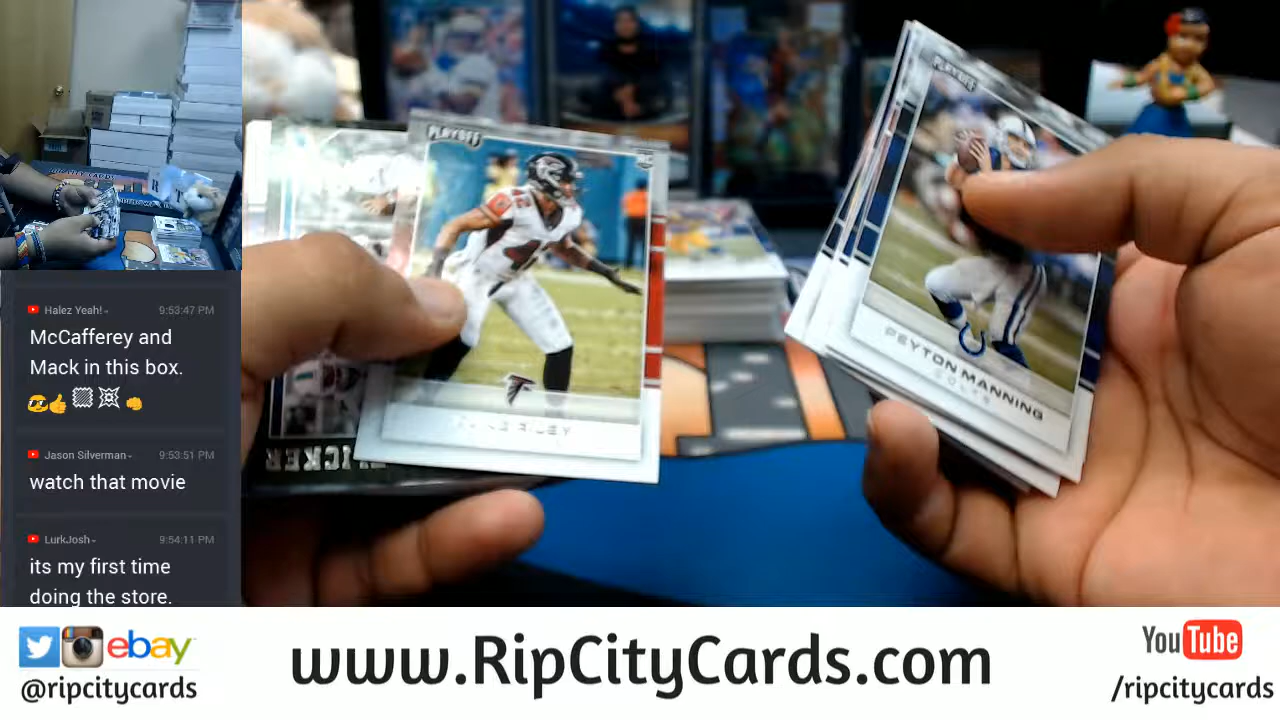 Halez Yeah! 9:53:47 PM
McCafferey and
Mack in this box.
Jason Silverman 9:53:51 PM
watch that movie
LurkJosh 9:54:11 PM
its my first time
doing the store.
PLAYOFF
42
PLAYOFF
PEYTON MANNING
COLTS
ebay
@ripcitycards
www.RipCityCards.com
YouTube
/ripcitycards